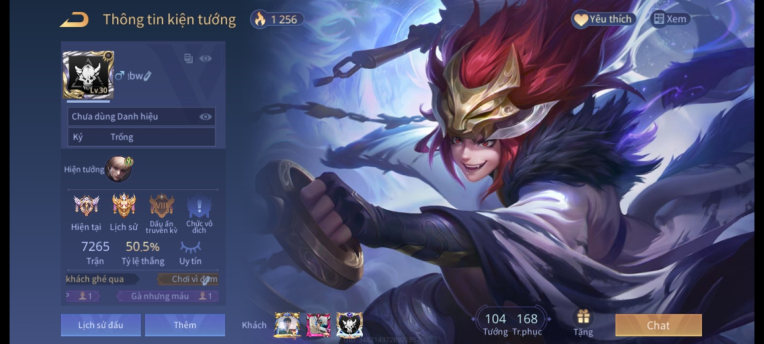 Thông tin kiện tướng
1 256
Yêu thích
Xem
Lv.30
Chưa dùng Danh hiệu
Ký Trống
Hiện tướng
Hiện tại Lịch sử Dấu ấn truyền kỳ Chức vô địch
7265 50.5%
Trận Tỷ lệ thắng Uy tín
khách ghé qua Chơi vì đam
1 Gà nhưng máu 1
Lịch sử đấu Thêm
Khách
104 168
Tướng Tr.phục
Tặng
Chat